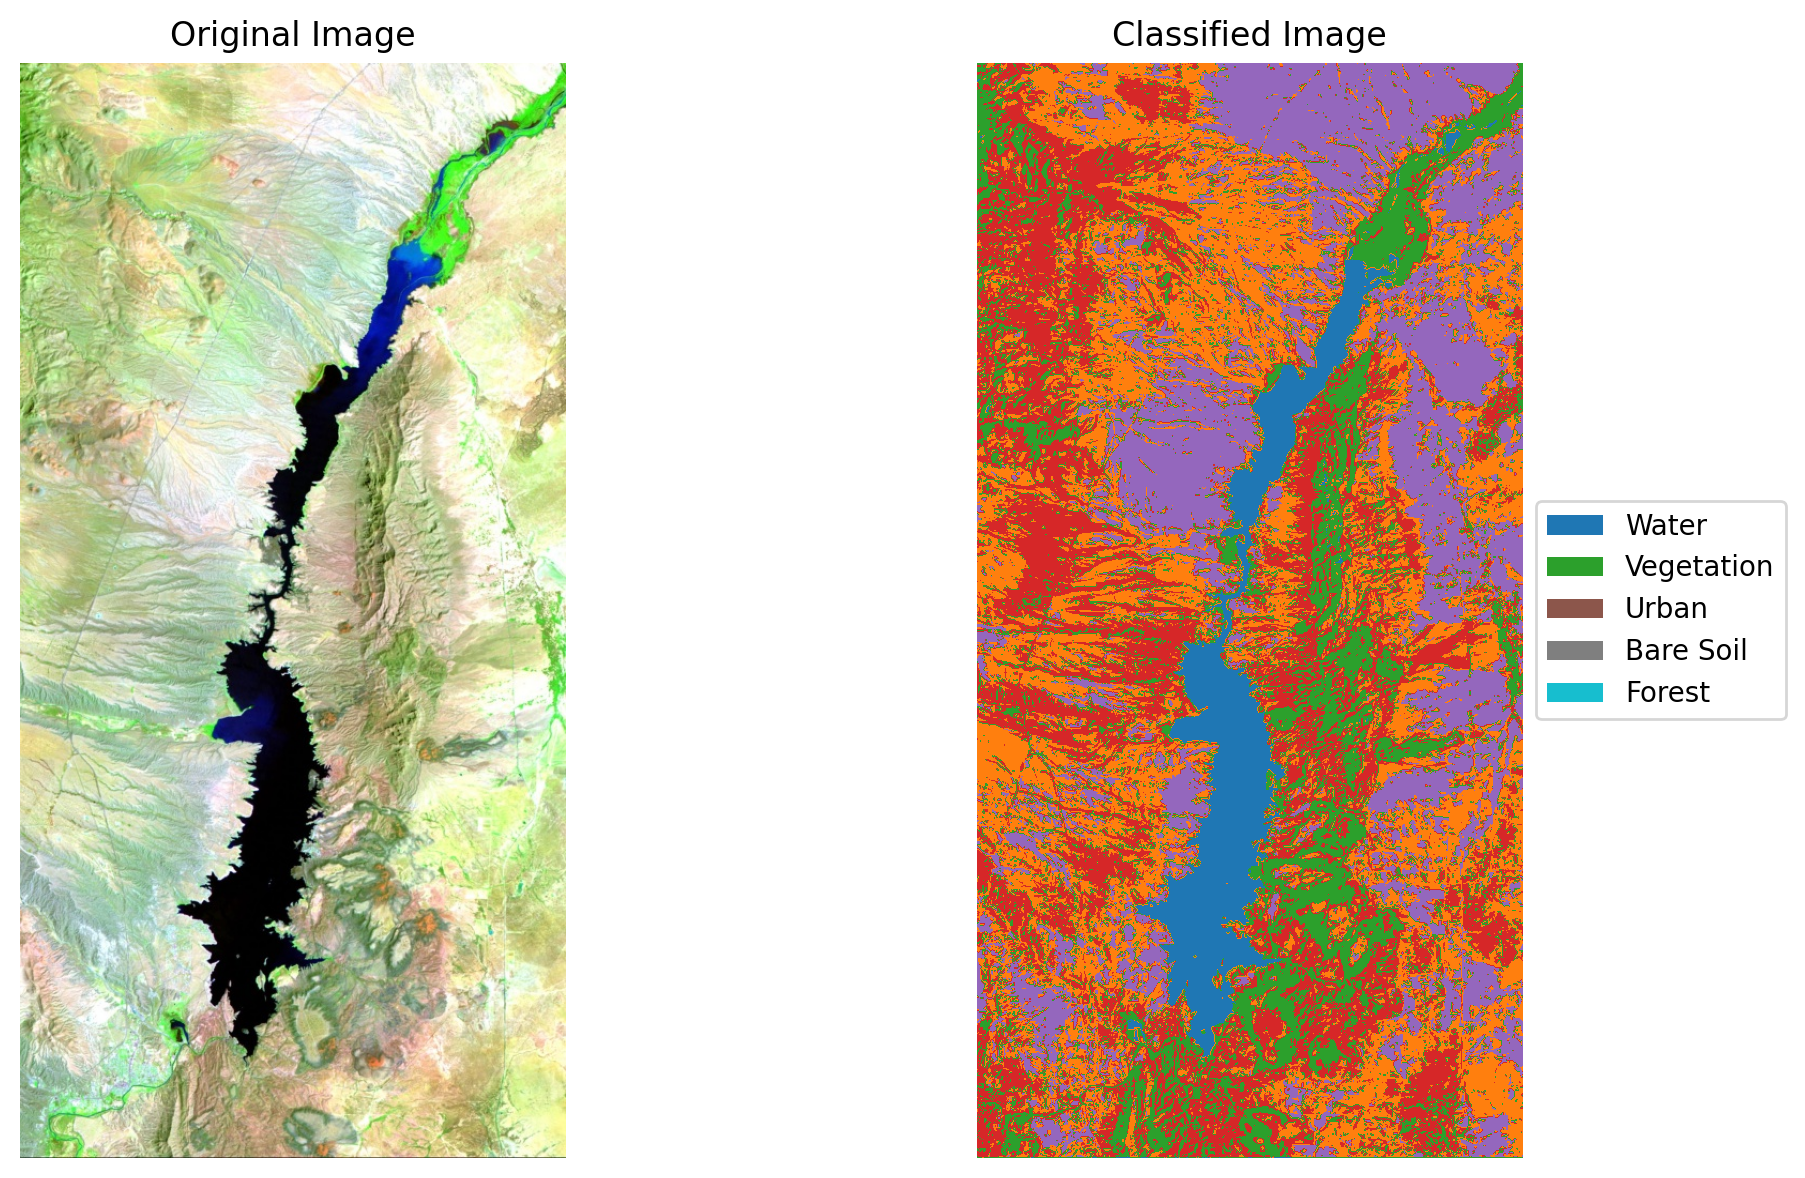 Original Image
Classified Image
Water
Vegetation
Urban
Bare Soil
Forest